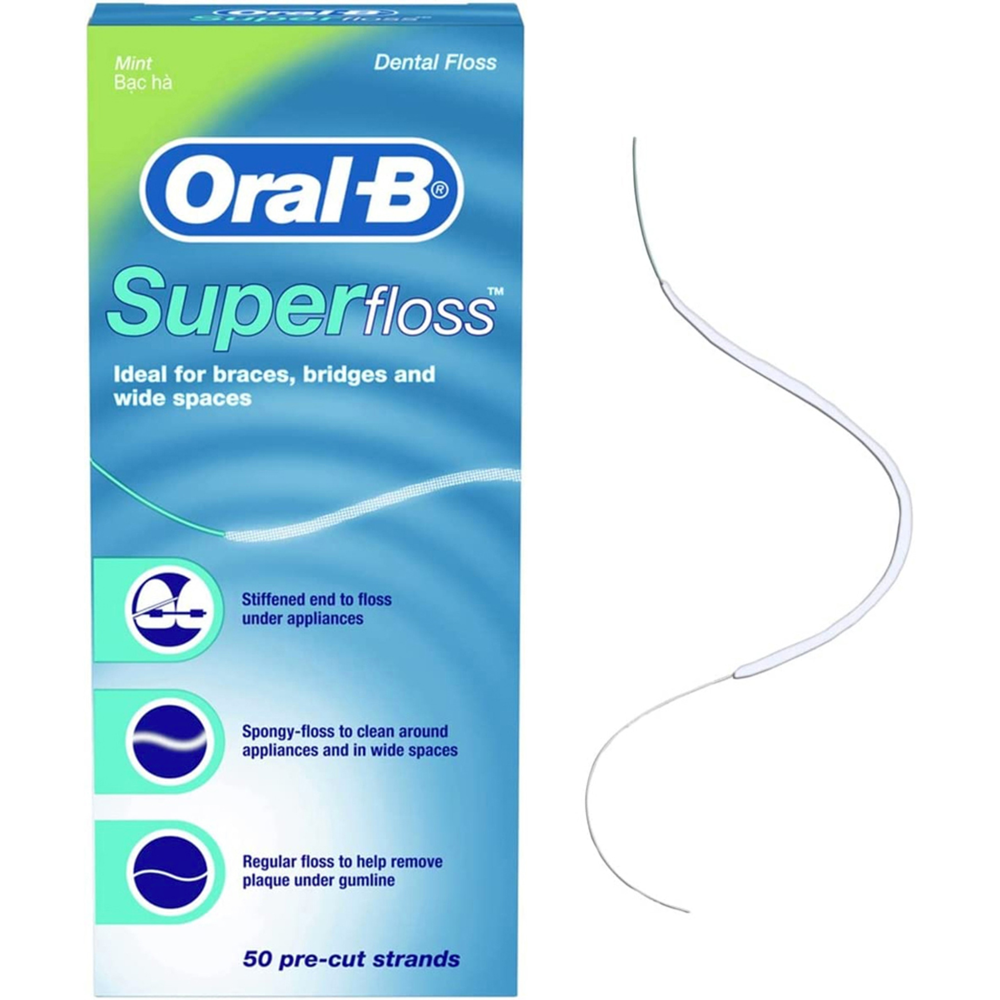 Oral-B
Superfloss™
Mint
Bạc hà
Dental Floss
Oral-B®
Superfloss™
Ideal for braces, bridges and
wide spaces
Stiffened end to floss
under appliances
Spongy-floss to clean around
appliances and in wide spaces
Regular floss to help remove
plaque under gumline
50 pre-cut strands